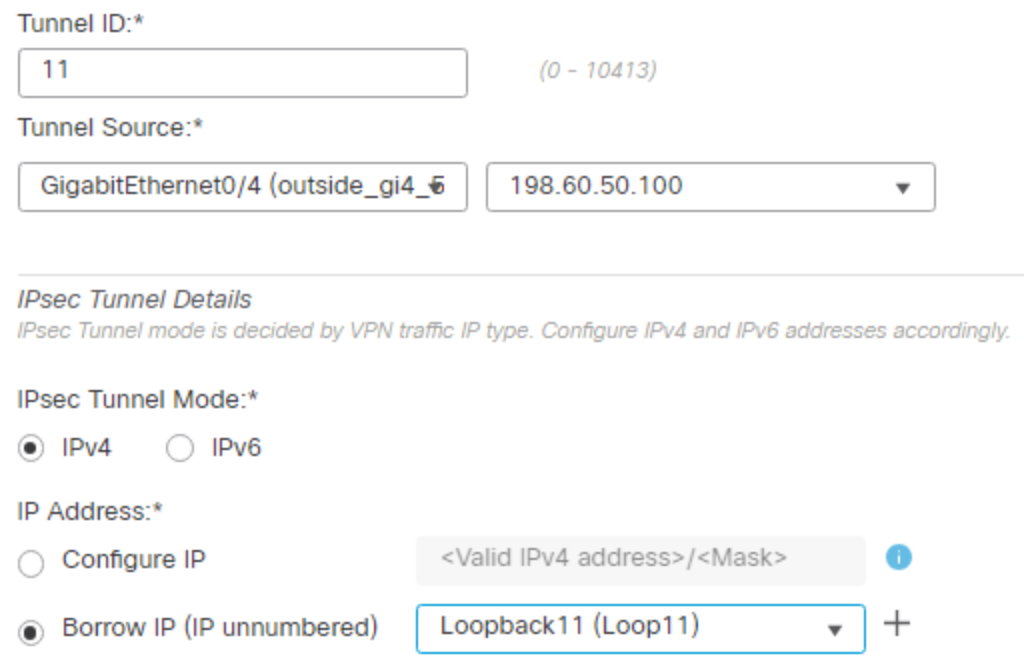 Tunnel ID:*
11 (0 - 10413)
Tunnel Source:*
GigabitEthernet0/4 (outside_gi4_ 198.60.50.100
IPsec Tunnel Details
IPsec Tunnel mode is decided by VPN traffic IP type. Configure IPv4 and IPv6 addresses accordingly.
IPsec Tunnel Mode:*
IPv4 IPv6
IP Address:*
Configure IP <Valid IPv4 address>/<Mask> i
Borrow IP (IP unnumbered) Loopback11 (Loop11) +